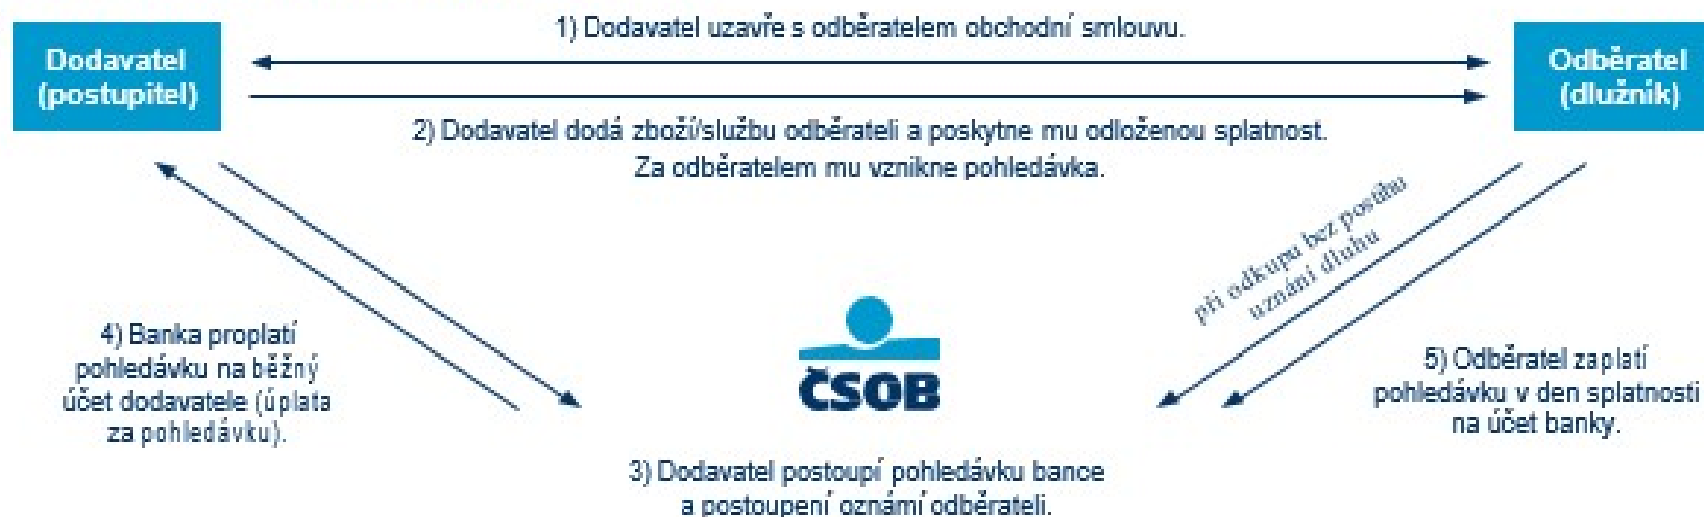 1) Dodavatel uzavře s odběratelem obchodní smlouvu.
Dodavatel
(postupitel)
Odběratel
(dlužník)
2) Dodavatel dodá zboží/službu odběrateli a poskytne mu odloženou splatnost.
Za odběratelem mu vznikne pohledávka.
při odkupu bez postihu
uznání dluhu
4) Banka proplatí
pohledávku na běžný
účet dodavatele (úplata
za pohledávku).
ČSOB
5) Odběratel zaplatí
pohledávku v den splatnosti
na účet banky.
3) Dodavatel postoupí pohledávku bance
a postoupení oznámí odběrateli.